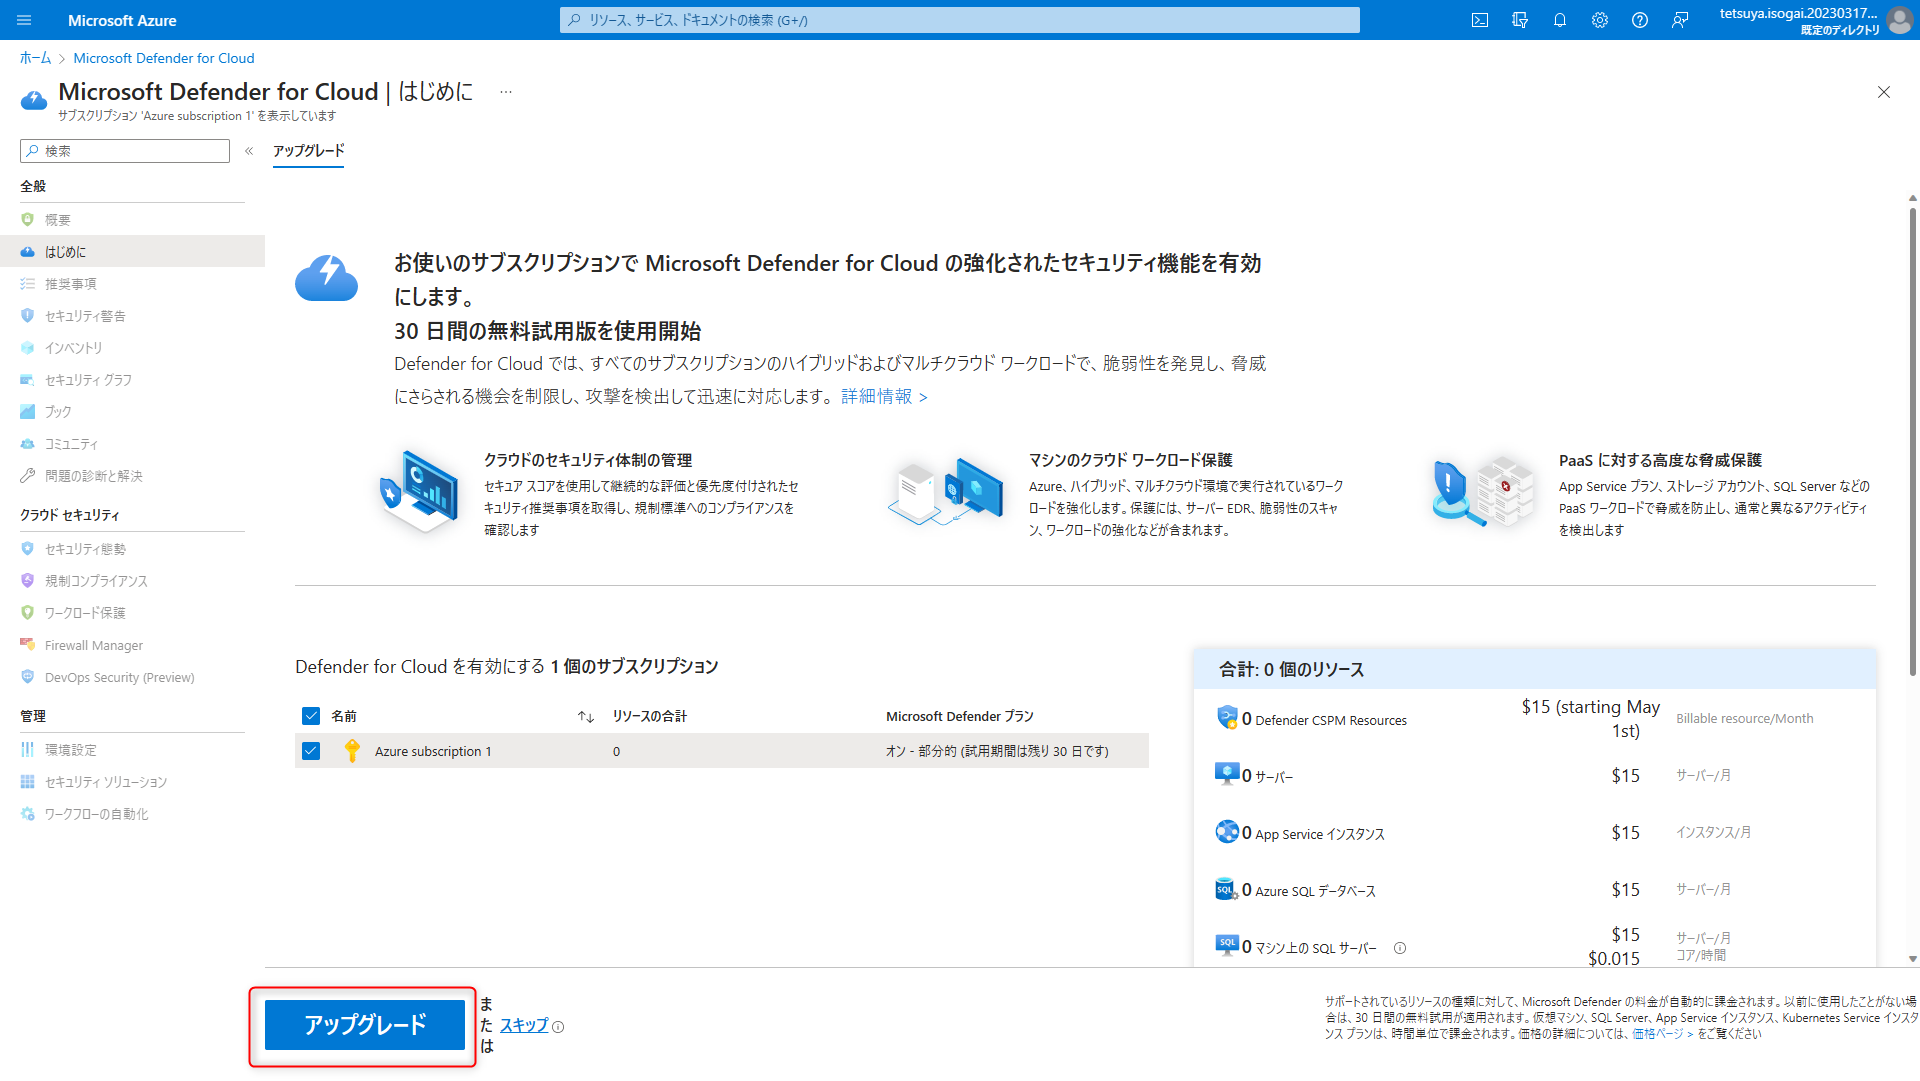 Microsoft Azure
リソース、サービス、ドキュメントの検索 (G+/)
tetsuya.isogai.20230317...
既定のディレクトリ
ホーム > Microsoft Defender for Cloud
Microsoft Defender for Cloud | はじめに ...
サブスクリプション 'Azure subscription 1' を表示しています
検索
«
アップグレード
全般
概要
はじめに
推奨事項
セキュリティ警告
インベントリ
セキュリティ グラフ
ブック
コミュニティ
問題の診断と解決
クラウド セキュリティ
セキュリティ態勢
規制コンプライアンス
ワークロード保護
Firewall Manager
DevOps Security (Preview)
管理
環境設定
セキュリティ ソリューション
ワークフローの自動化
お使いのサブスクリプションで Microsoft Defender for Cloud の強化されたセキュリティ機能を有効
にします。
30 日間の無料試用版を使用開始
Defender for Cloud では、すべてのサブスクリプションのハイブリッドおよびマルチクラウド ワークロードで、脆弱性を発見し、脅威
にさらされる機会を制限し、攻撃を検出して迅速に対応します。 詳細情報 >
クラウドのセキュリティ体制の管理
セキュア スコアを使用して継続的な評価と優先度付けされたセ
キュリティ推奨事項を取得し、規制標準へのコンプライアンスを
確認します
マシンのクラウド ワークロード保護
Azure、ハイブリッド、マルチクラウド環境で実行されているワーク
ロードを強化します。保護には、サーバー EDR、脆弱性のスキャ
ン、ワークロードの強化などが含まれます。
PaaS に対する高度な脅威保護
App Service プラン、ストレージ アカウント、SQL Server などの
PaaS ワークロードで脅威を防止し、通常と異なるアクティビティ
を検出します
Defender for Cloud を有効にする 1 個のサブスクリプション
名前 ↑↓ リソースの合計 Microsoft Defender プラン
Azure subscription 1 0 オン - 部分的 (試用期間は残り 30 日です)
合計: 0 個のリソース
0 Defender CSPM Resources $15 (starting May 1st) Billable resource/Month
0 サーバー $15 サーバー/月
0 App Service インスタンス $15 インスタンス/月
SQL 0 Azure SQL データベース $15 サーバー/月
SQL 0 マシン上の SQL サーバー $15 サーバー/月
$0.015 コア/時間
アップグレード
または
スキップ
サポートされているリソースの種類に対して、Microsoft Defender の料金が自動的に課金されます。以前に使用したことがない場
合は、30 日間の無料試用が適用されます。仮想マシン、SQL Server、App Service インスタンス、Kubernetes Service インスタ
ンス プランは、時間単位で課金されます。価格の詳細については、価格ページ > をご覧ください